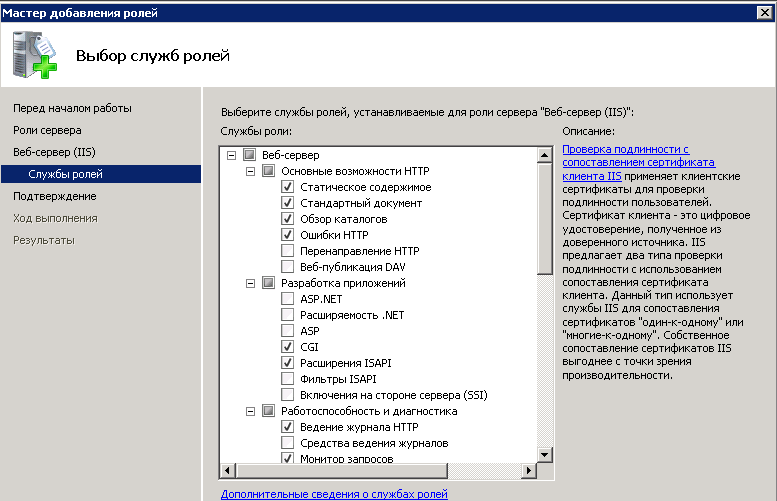 Мастер добавления ролей
Выбор служб ролей
Перед началом работы
Роли сервера
Веб-сервер (IIS)
Службы ролей
Подтверждение
Ход выполнения
Результаты
Выберите службы ролей, устанавливаемые для роли сервера "Веб-сервер (IIS)":
Службы роли:
Веб-сервер
Основные возможности HTTP
Статическое содержимое
Стандартный документ
Обзор каталогов
Ошибки HTTP
Перенаправление HTTP
Веб-публикация DAV
Разработка приложений
ASP.NET
Расширяемость .NET
ASP
CGI
Расширения ISAPI
Фильтры ISAPI
Включения на стороне сервера (SSI)
Работоспособность и диагностика
Ведение журнала HTTP
Средства ведения журналов
Монитор запросов
Дополнительные сведения о службах ролей
Описание:
Проверка подлинности с
сопоставлением сертификата
клиента IIS применяет клиентские
сертификаты для проверки
подлинности пользователей.
Сертификат клиента - это цифровое
удостоверение, полученное из
доверенного источника. IIS
предлагает два типа проверки
подлинности с использованием
сопоставления сертификата
клиента. Данный тип использует
службы IIS для сопоставления
сертификатов "один-к-одному" или
"многие-к-одному". Собственное
сопоставление сертификатов IIS
выгоднее с точки зрения
производительности.